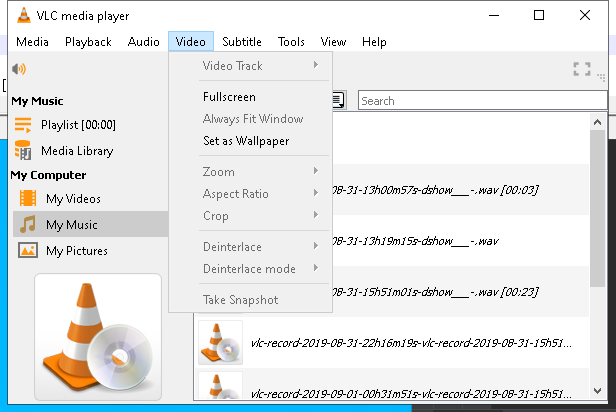 VLC media player
Media Playback Audio Video Subtitle Tools View Help
Video Track
Fullscreen
Always Fit Window
Set as Wallpaper
Zoom
Aspect Ratio
Crop
Deinterlace
Deinterlace mode
Take Snapshot
My Music
Playlist [00:00]
Media Library
My Computer
My Videos
My Music
My Pictures
Search
-08-31-13h00m57s-dshow___-,.wav [00:03]
-08-31-13h19m15s-dshow___-,.wav
-08-31-15h51m01s-dshow___-,.wav [00:23]
vlc-record-2019-08-31-22h16m19s-vlc-record-2019-08-31-15h51...
vlc-record-2019-09-01-00h31m51s-vlc-record-2019-08-31-15h51...